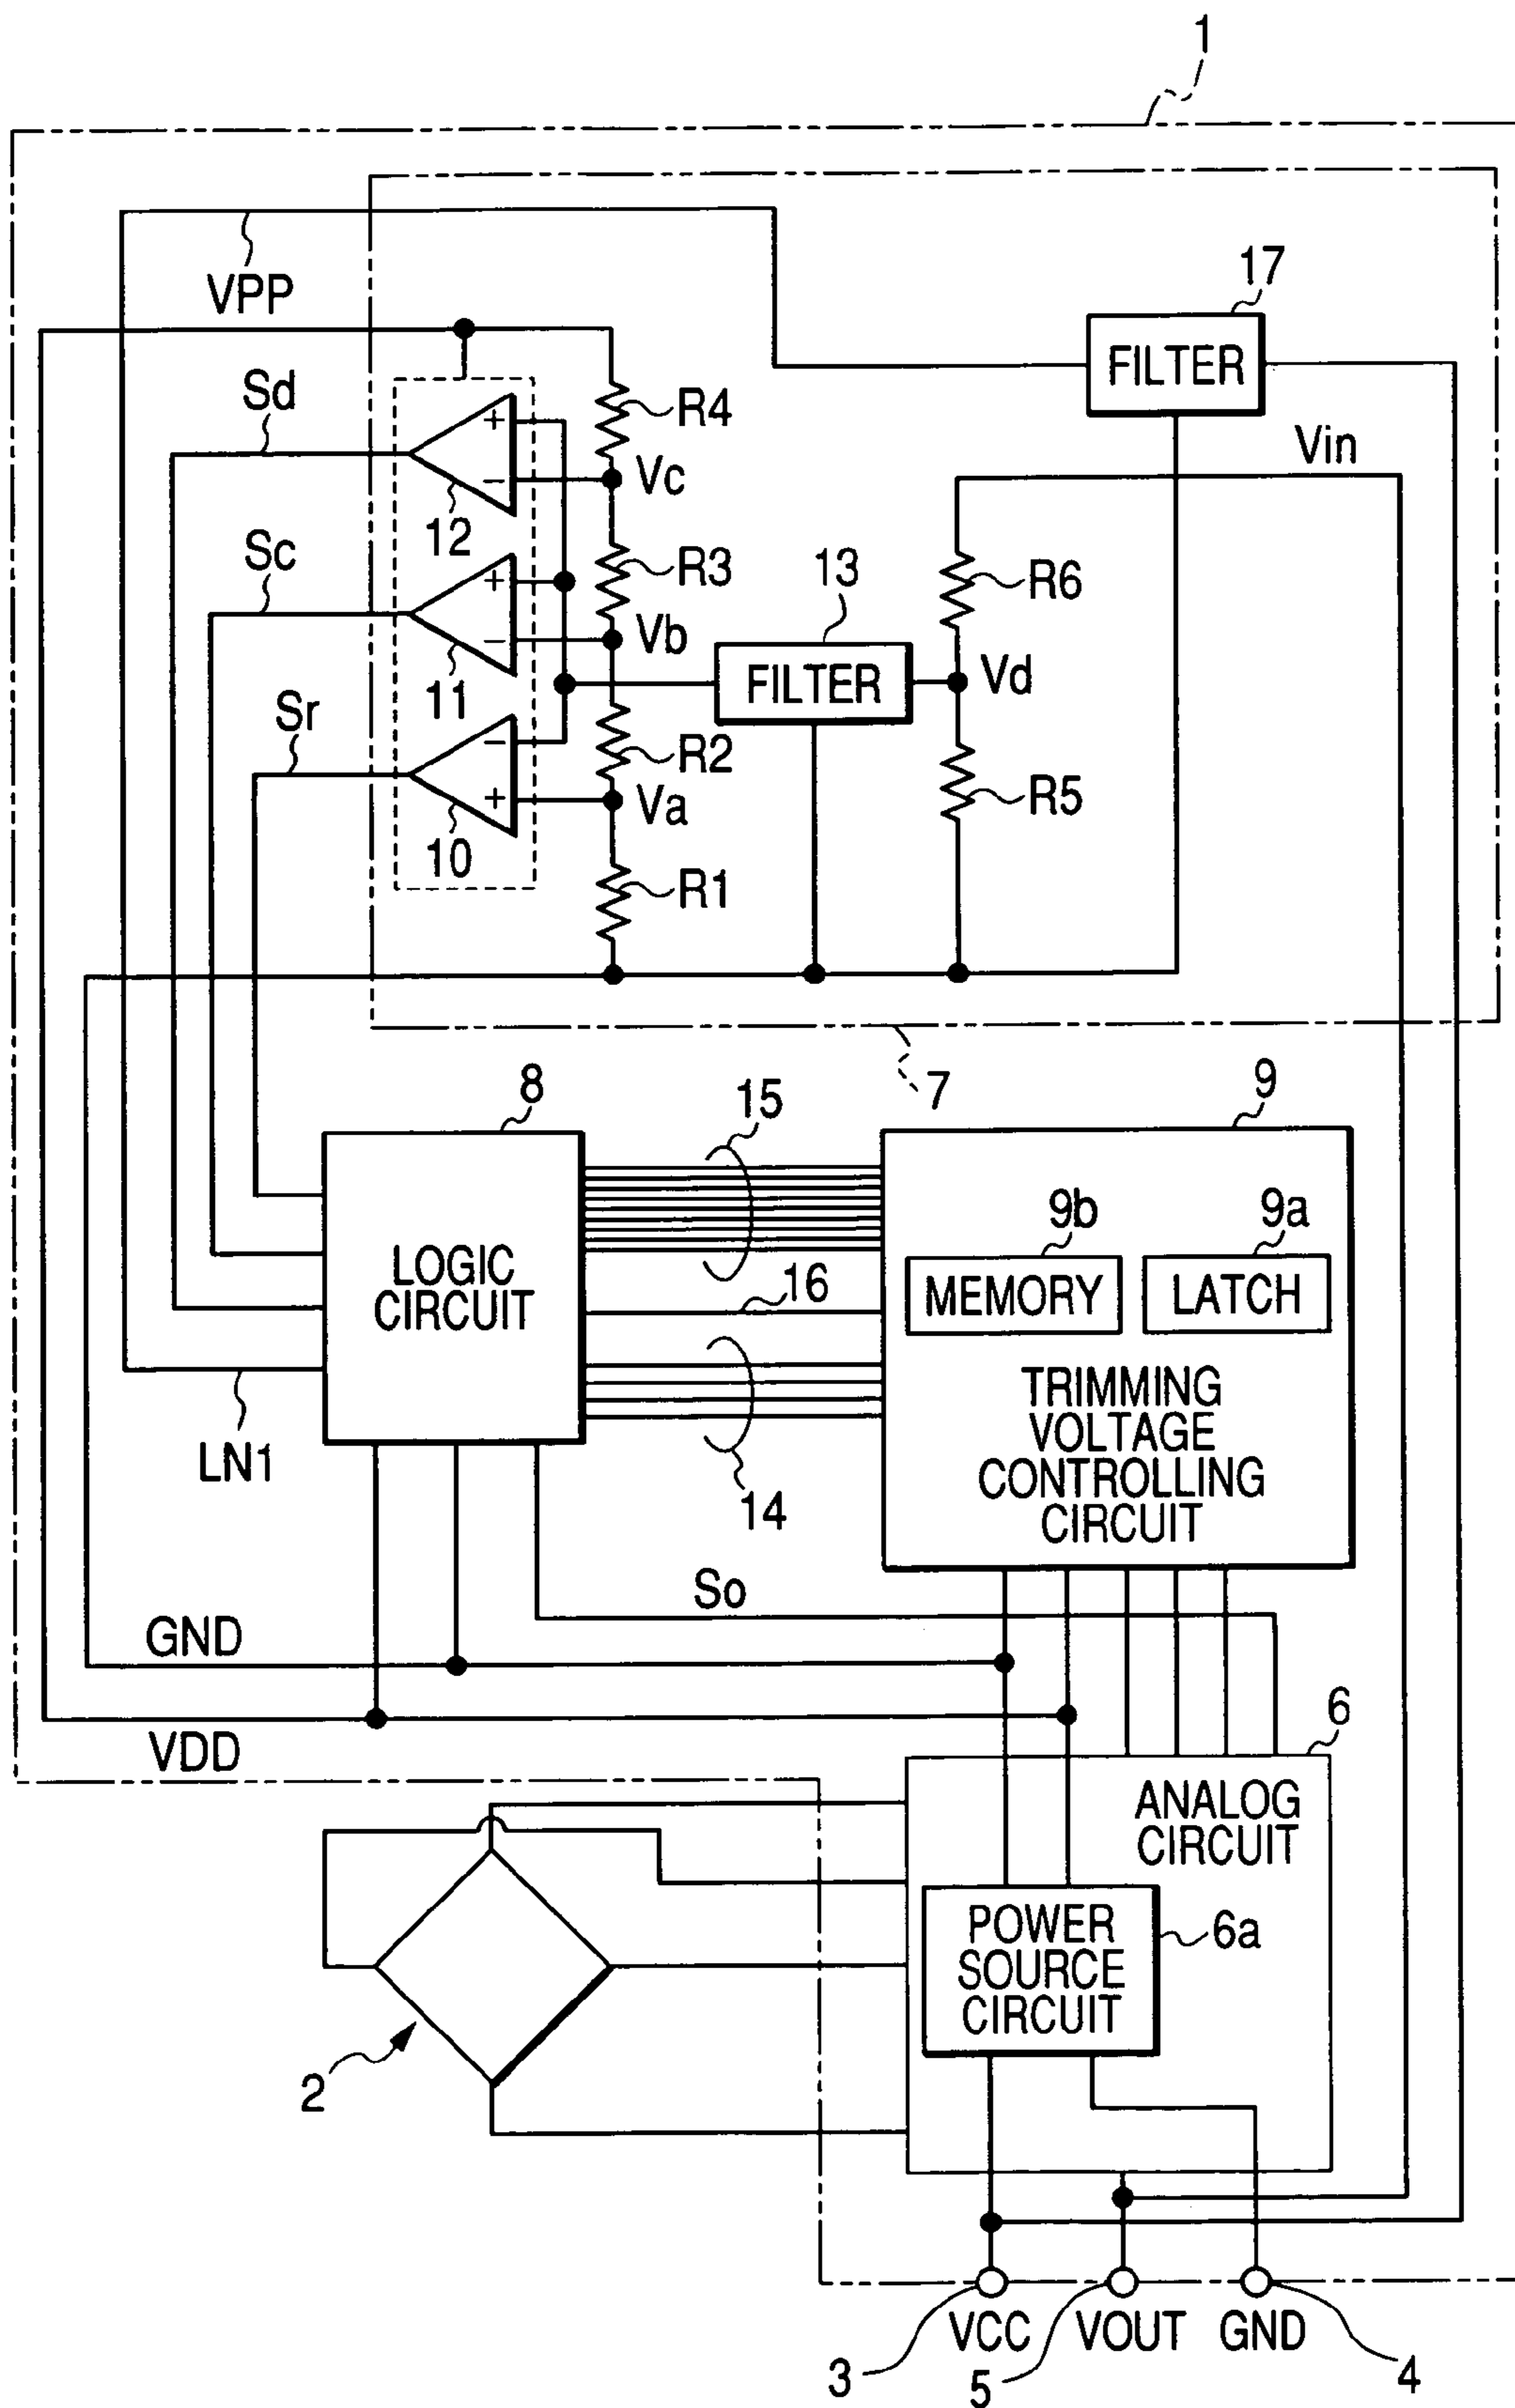 1
VPP
17
FILTER
Sd
+
R4
Vin
−
Vc
12
Sc
+
R3
13
R6
−
Vb
11
FILTER
Vd
Sr
−
R2
R5
+
Va
10
R1
7
8
15
9
9b
9a
LOGIC
CIRCUIT
16
MEMORY
LATCH
TRIMMING
VOLTAGE
CONTROLLING
CIRCUIT
LN1
14
So
GND
6
VDD
ANALOG
CIRCUIT
POWER
SOURCE
CIRCUIT
6a
2
VCC
VOUT
GND
3
5
4